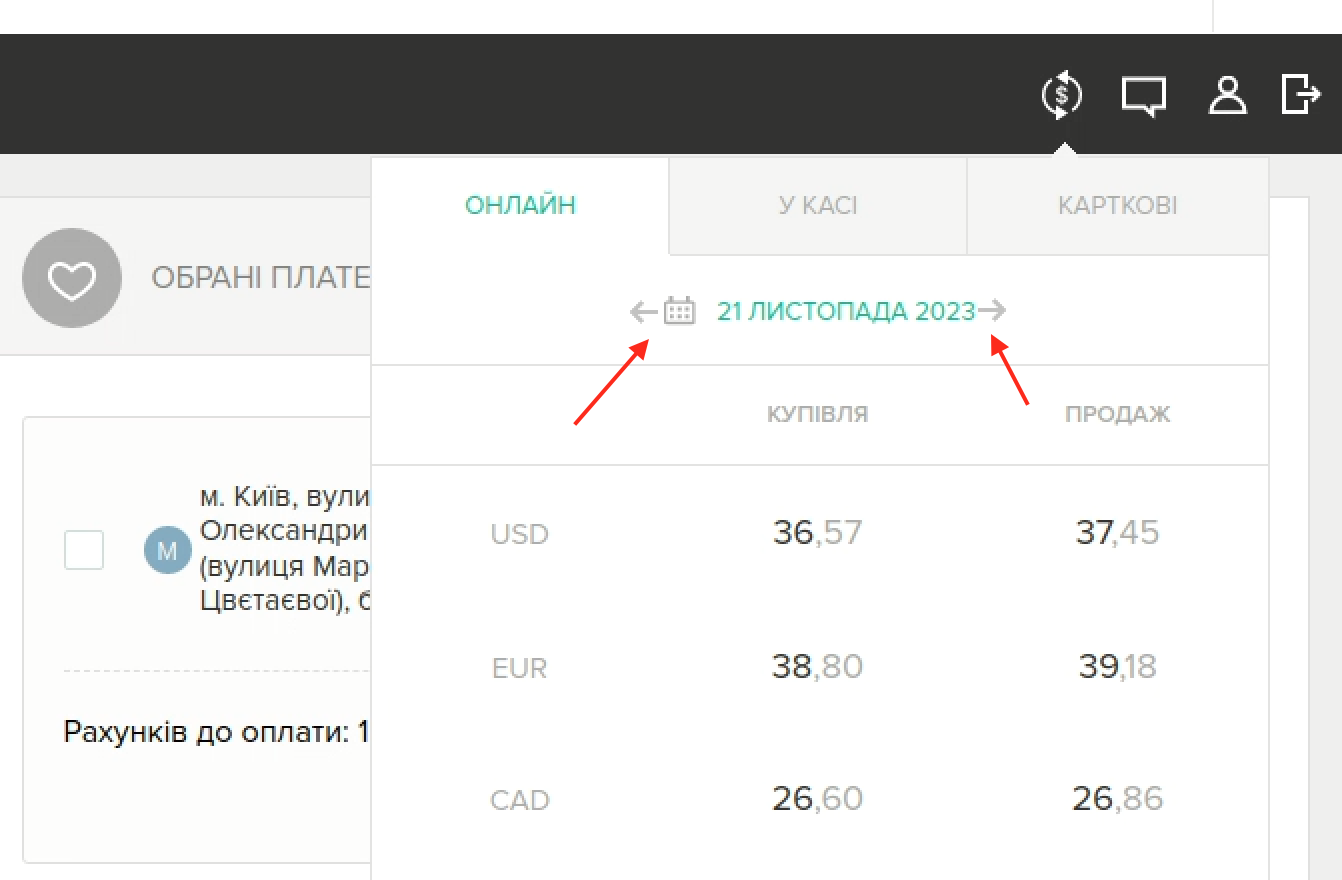 ОНЛАЙН
У КАСІ
КАРТКОВІ
ОБРАНІ ПЛАТЕ
21 ЛИСТОПАДА 2023
КУПІВЛЯ
ПРОДАЖ
м. Київ, вули
Олександри
(вулиця Мар
Цвєтаєвої), б
М
USD
36,57
37,45
EUR
38,80
39,18
Рахунків до оплати: 1
CAD
26,60
26,86